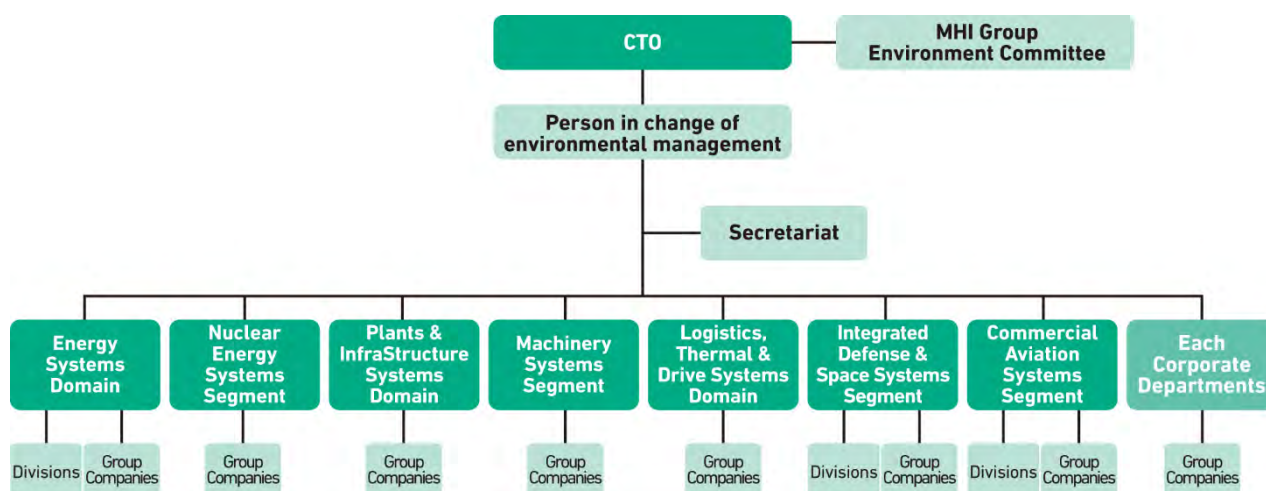 CTO
MHI Group
Environment Committee
Person in change of
environmental management
Secretariat
Energy
Systems
Domain
Nuclear
Energy
Systems
Segment
Plants &
InfraStructure
Systems
Domain
Machinery
Systems
Segment
Logistics,
Thermal &
Drive Systems
Domain
Integrated
Defense &
Space Systems
Segment
Commercial
Aviation
Systems
Segment
Each
Corporate
Departments
Divisions
Group
Companies
Group
Companies
Group
Companies
Group
Companies
Group
Companies
Divisions
Group
Companies
Divisions
Group
Companies
Group
Companies